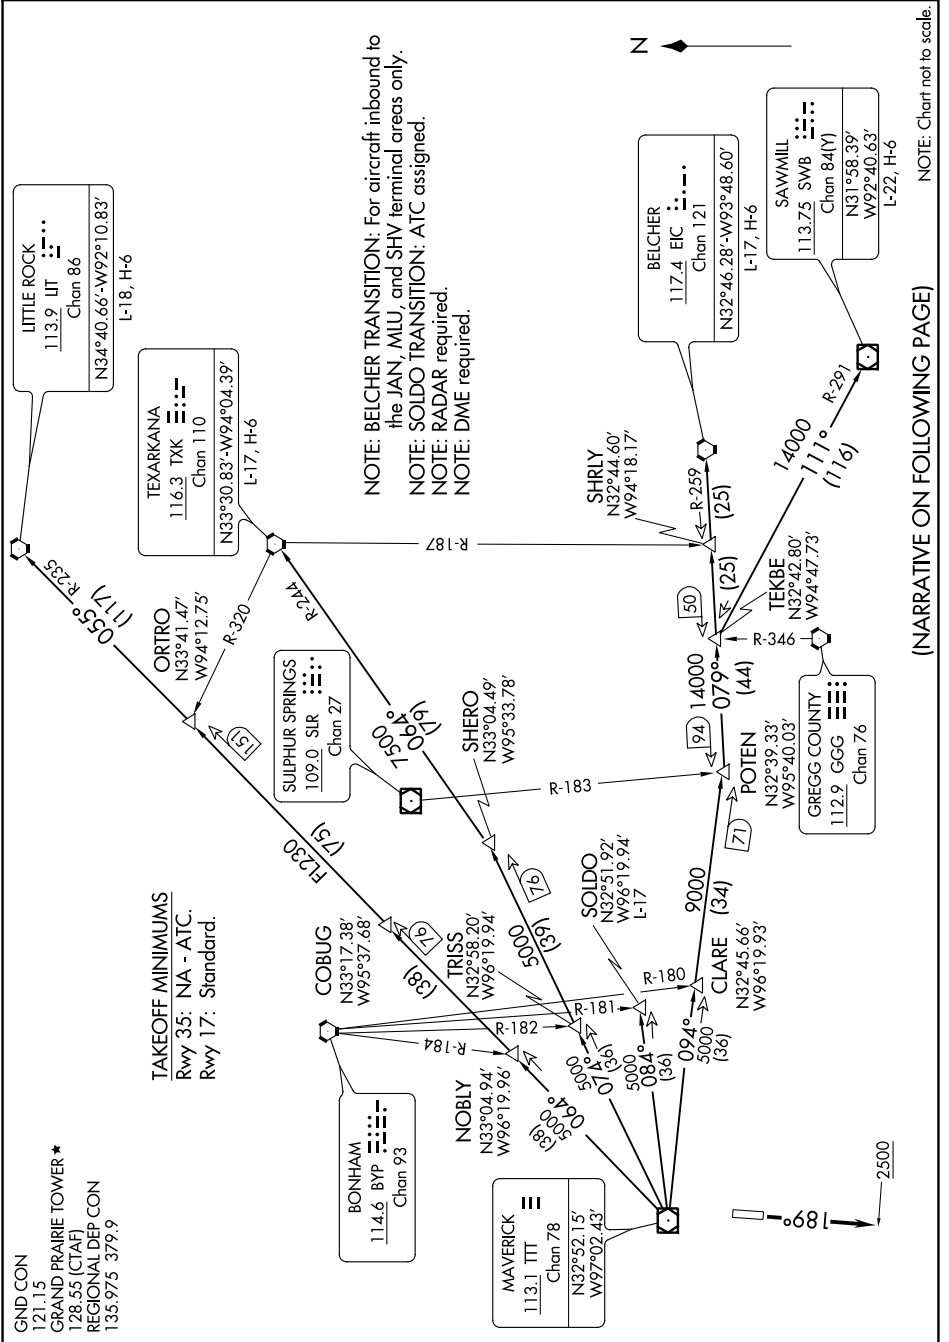 GND CON
121.15
GRAND PRAIRIE TOWER ★
128.55 (CTAF)
REGIONAL DEP CON
135.975 379.9
TAKEOFF MINIMUMS
Rwy 35: NA - ATC.
Rwy 17: Standard.
LITTLE ROCK
113.9 LIT
Chan 86
N34°40.66′-W92°10.83′
L-18, H-6
TEXARKANA
116.3 TXK
Chan 110
N33°30.83′-W94°04.39′
L-17, H-6
R-235
055°
(117)
ORTRO
N33°41.47′
W94°12.75′
R-320
R-244
R-187
151
FL230
(75)
SULPHUR SPRINGS
109.0 SLR
Chan 27
7500
064°
(79)
SHERO
N33°04.49′
W95°33.78′
R-183
COBUG
N33°17.38′
W95°37.68′
76
(38)
TRISS
N32°58.20′
W96°19.94′
5000
(39)
76
SOLDO
N32°51.92′
W96°19.94′
L-17
BONHAM
114.6 BYP
Chan 93
R-184
R-182
R-181
R-180
NOBLY
N33°04.94′
W96°19.96′
5000
064°
(38)
5000
074°
(36)
5000
084°
(36)
094°
5000
(36)
CLARE
N32°45.66′
W96°19.93′
9000
(34)
71
POTEN
N32°39.33′
W95°40.03′
94
14000
079°
(44)
50
TEKBE
N32°42.80′
W94°47.73′
R-346
GREGG COUNTY
112.9 GGG
Chan 76
(25)
SHRLY
N32°44.60′
W94°18.17′
R-259
(25)
BELCHER
117.4 EIC
Chan 121
N32°46.28′-W93°48.60′
L-17, H-6
14000
111°
(116)
R-291
SAWMILL
113.75 SWB
Chan 84(Y)
N31°58.39′
W92°40.63′
L-22, H-6
MAVERICK
113.1 TTT
Chan 78
N32°52.15′
W97°02.43′
189°
2500
NOTE: BELCHER TRANSITION: For aircraft inbound to
the JAN, MLU, and SHV terminal areas only.
NOTE: SOLDO TRANSITION: ATC assigned.
NOTE: RADAR required.
NOTE: DME required.
N
NOTE: Chart not to scale.
(NARRATIVE ON FOLLOWING PAGE)